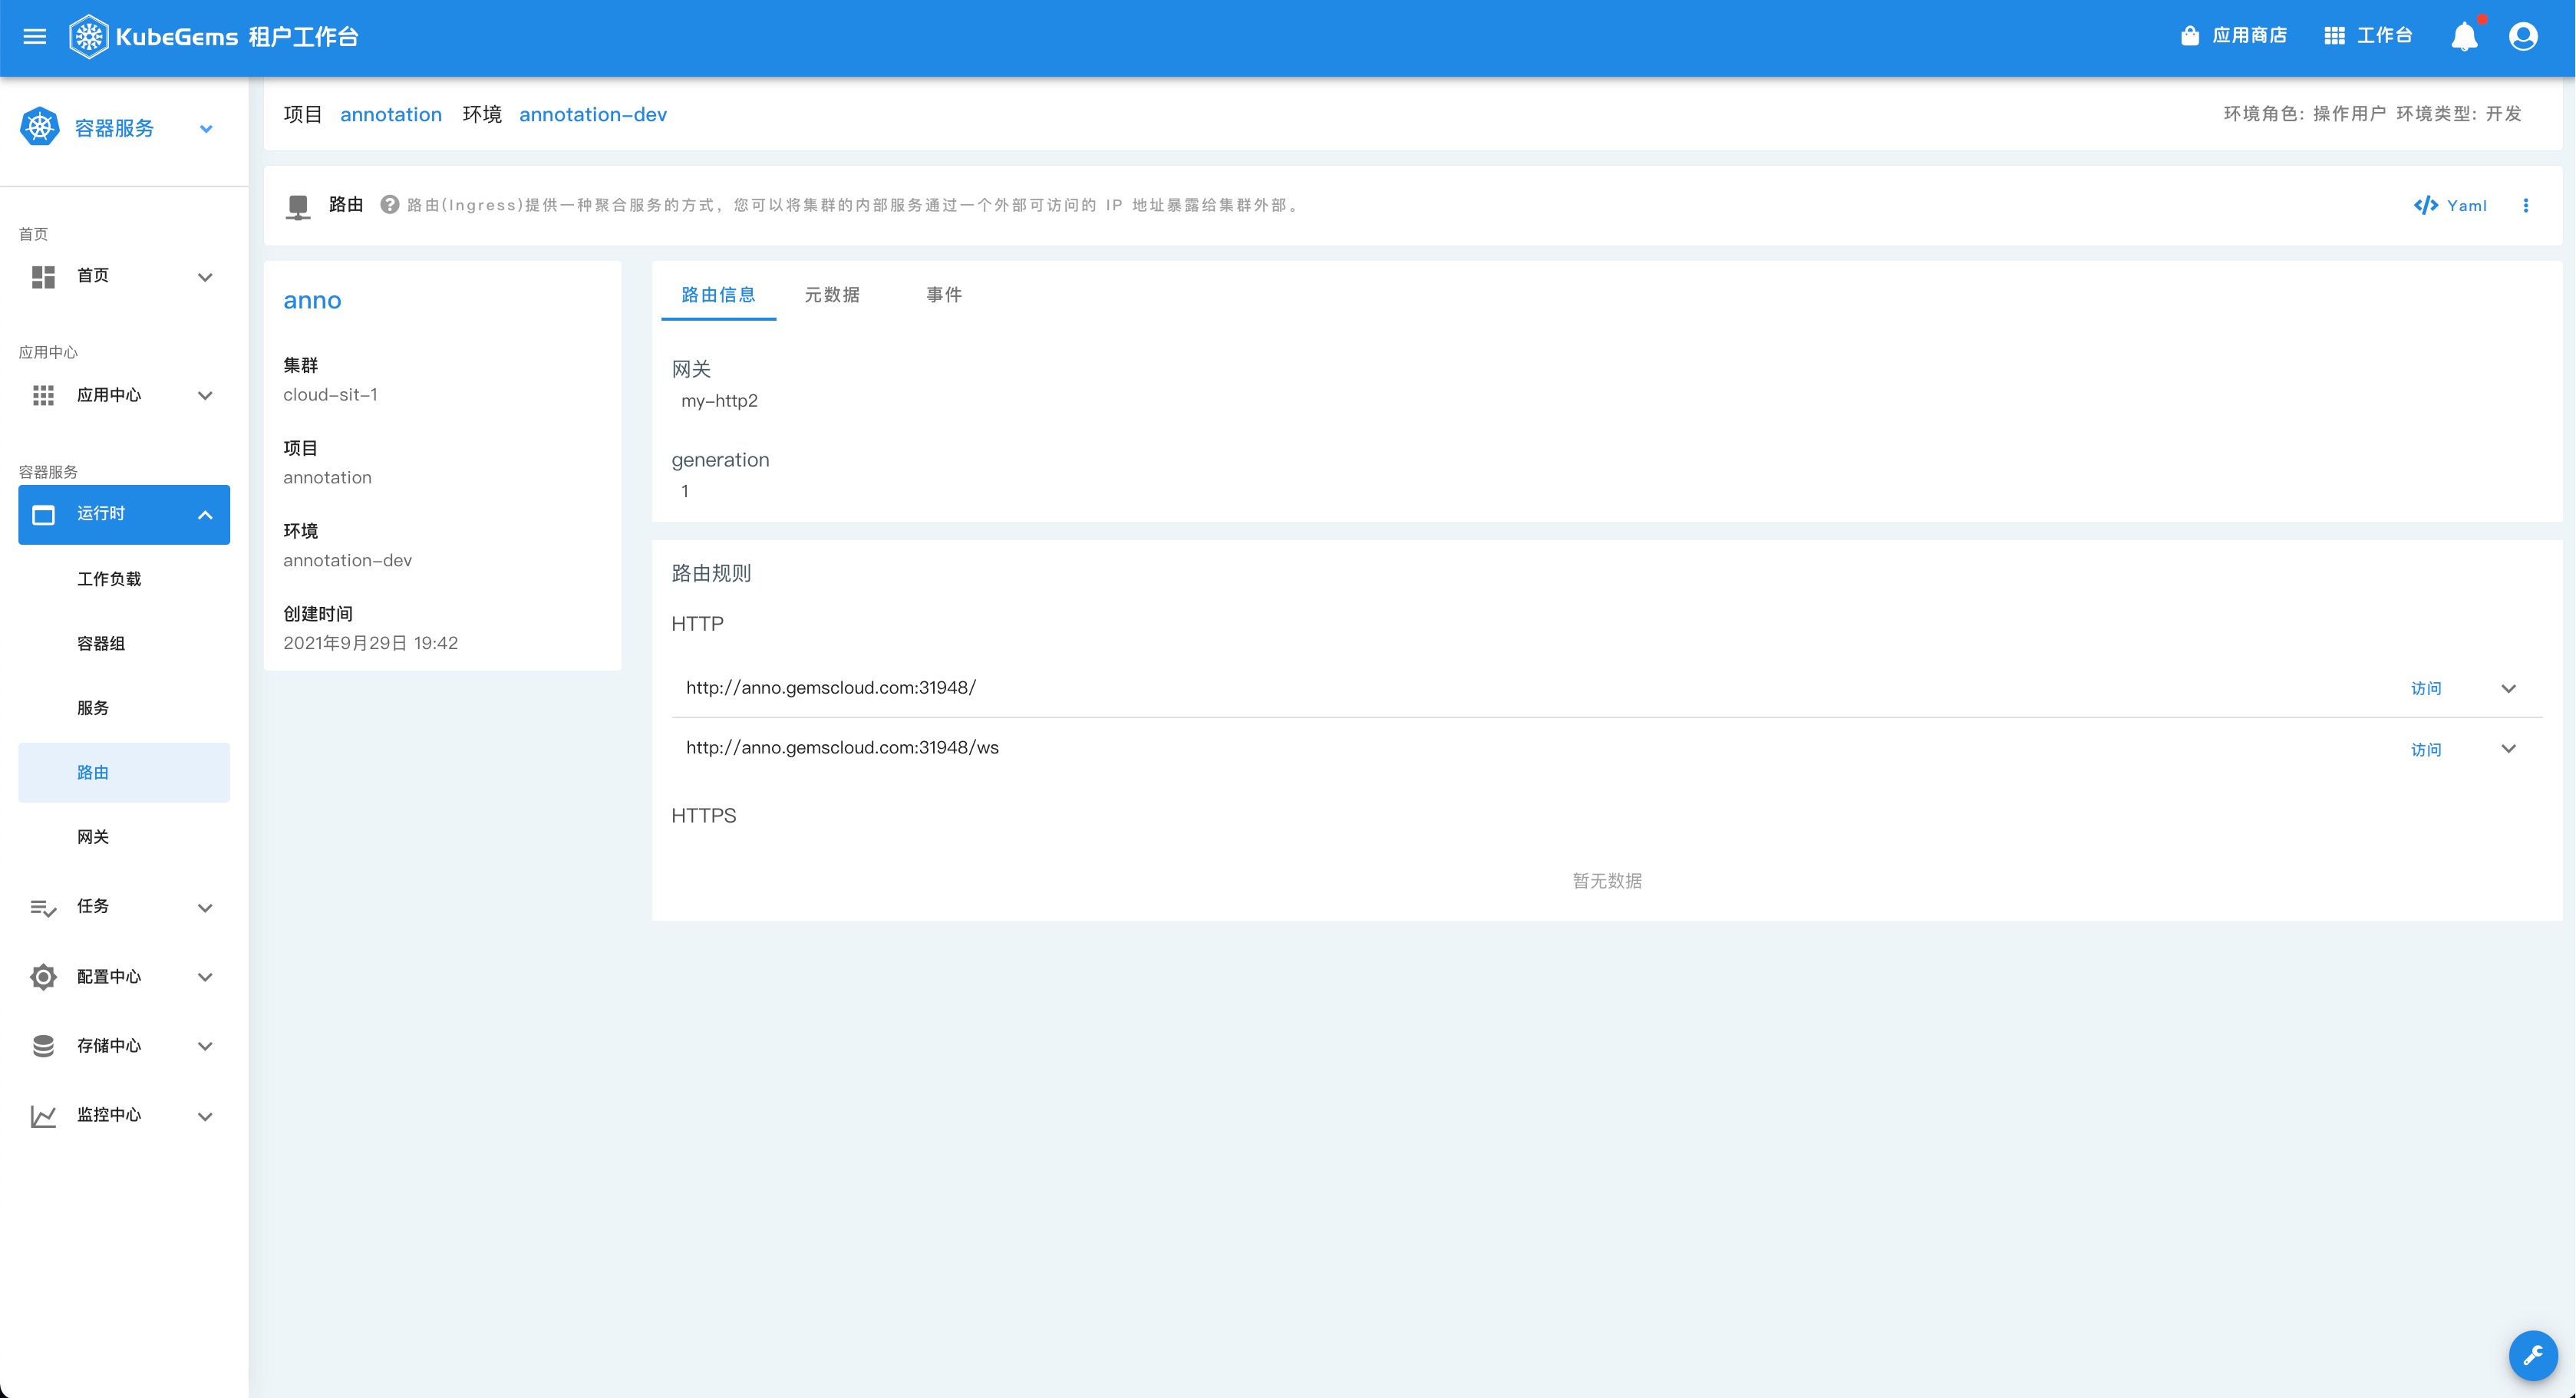 KubeGems 租户工作台
应用商店
工作台
容器服务
项目 annotation 环境 annotation-dev
环境角色: 操作用户 环境类型: 开发
路由 路由(Ingress)提供一种聚合服务的方式，您可以将集群的内部服务通过一个外部可访问的 IP 地址暴露给集群外部。
Yaml
首页
首页
应用中心
应用中心
容器服务
运行时
工作负载
容器组
服务
路由
网关
任务
配置中心
存储中心
监控中心
anno
集群
cloud-sit-1
项目
annotation
环境
annotation-dev
创建时间
2021年9月29日 19:42
路由信息 元数据 事件
网关
my-http2
generation
1
路由规则
HTTP
http://anno.gemscloud.com:31948/ 访问
http://anno.gemscloud.com:31948/ws 访问
HTTPS
暂无数据